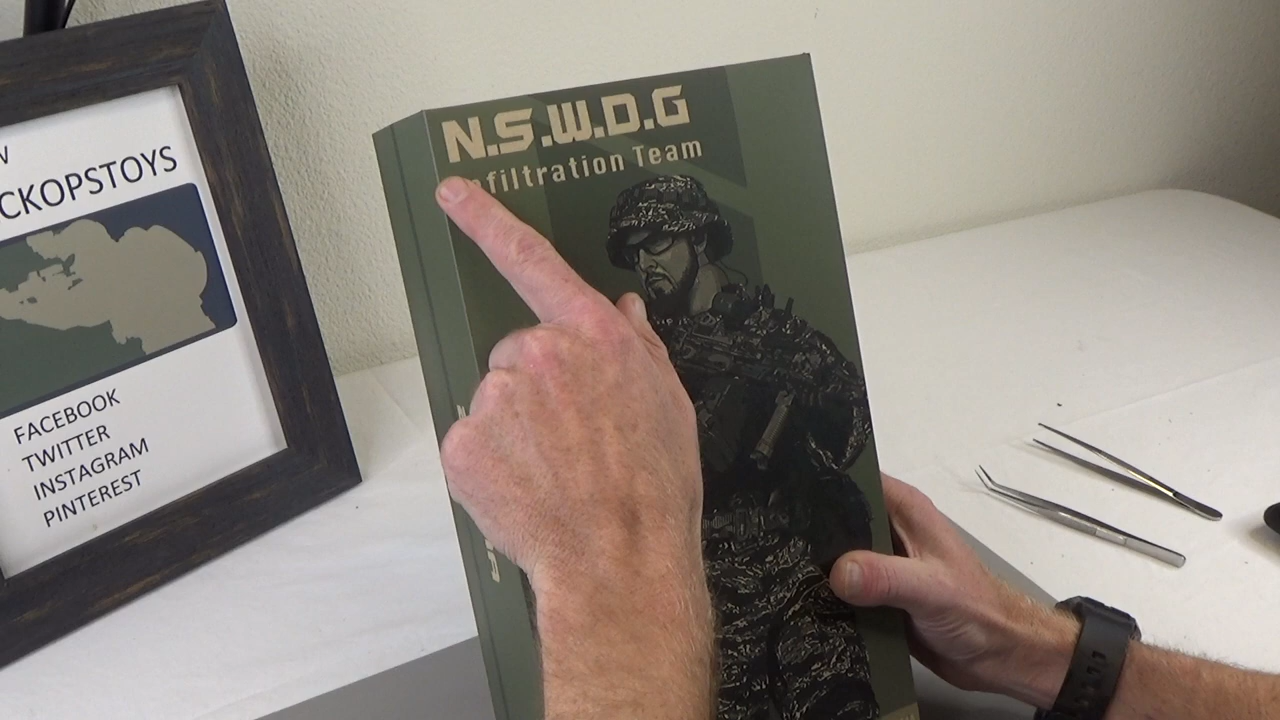 CKOPSTOYS
FACEBOOK
TWITTER
INSTAGRAM
PINTEREST
N.S.W.D.G
nfiltration Team